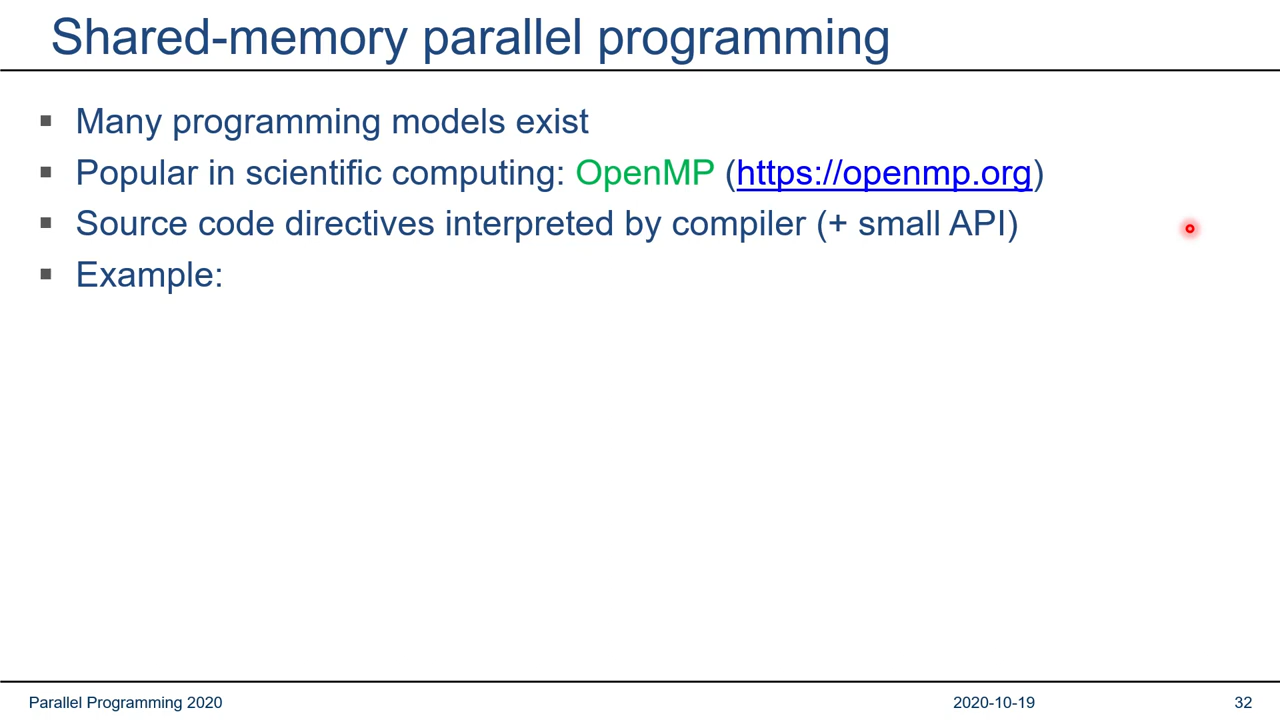 Shared-memory parallel programming
▪ Many programming models exist
▪ Popular in scientific computing: OpenMP (https://openmp.org)
▪ Source code directives interpreted by compiler (+ small API)
▪ Example:
Parallel Programming 2020 2020-10-19 32